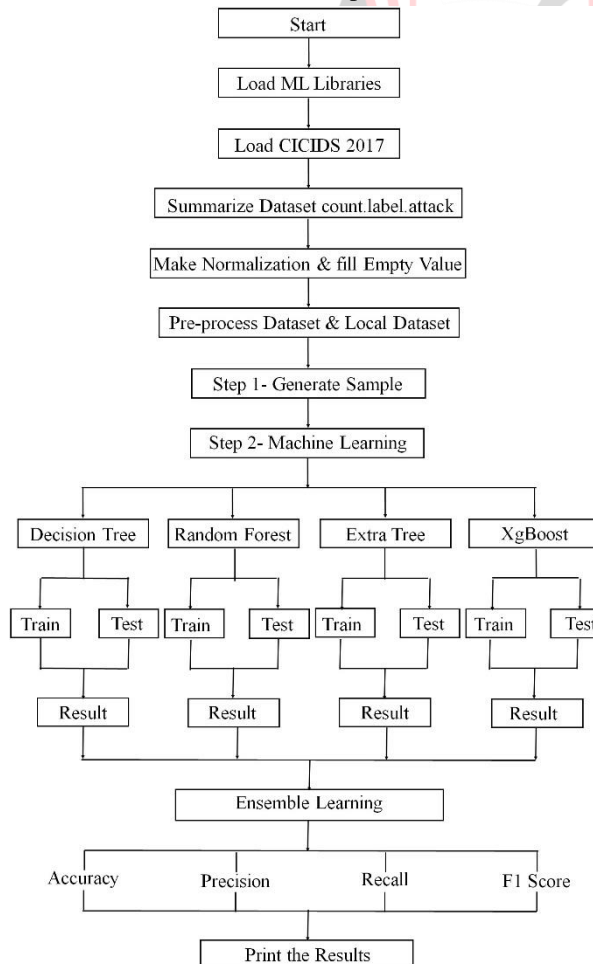 Start
Load ML Libraries
Load CICIDS 2017
Summarize Dataset count.label.attack
Make Normalization & fill Empty Value
Pre-process Dataset & Local Dataset
Step 1- Generate Sample
Step 2- Machine Learning
Decision Tree Random Forest Extra Tree XgBoost
Train Test Train Test Train Test Train Test
Result Result Result Result
Ensemble Learning
Accuracy Precision Recall F1 Score
Print the Results